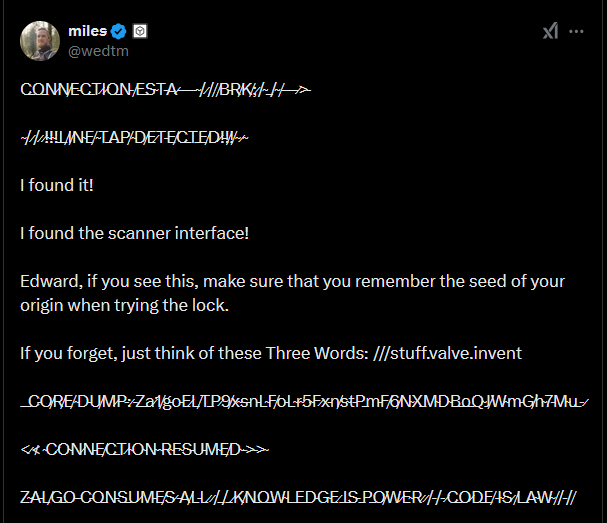 miles
@wedtm
CONNECTION ESTA<---///BRK;/-_/-/-->
-/-//!!!LINE TAP DETECTED!!!//--
I found it!
I found the scanner interface!
Edward, if you see this, make sure that you remember the seed of your
origin when trying the lock.
If you forget, just think of these Three Words: ///stuff.valve.invent
_CORE DUMP:
<< CONNECTION RESUMED >>
ZALGO CONSUMES ALL //_/_KNOWLEDGE IS POWER //-/-CODE IS LAW //-//